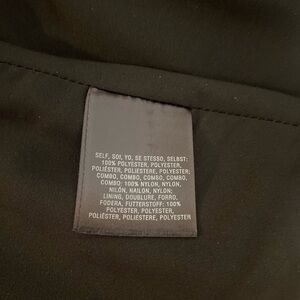 SELF, SOI, YO, SE STESSO, SELBST:
100% POLYESTER, POLYESTER,
POLIÉSTER, POLIESTERE, POLYESTER;
COMBO, COMBO, COMBO, COMBO,
COMBO: 100% NYLON, NYLON,
NILÓN, NAILON, NYLON;
LINING, DOUBLURE, FORRO,
FODERA, FUTTERSTOFF: 100%
POLYESTER, POLYESTER,
POLIÉSTER, POLIESTERE, POLYESTER